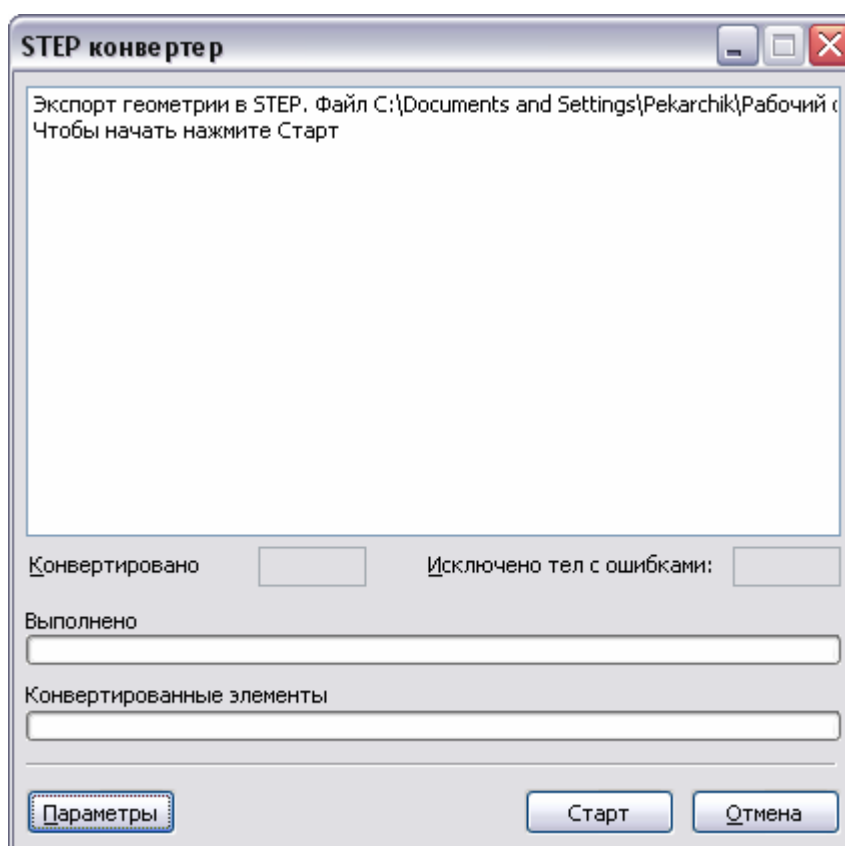 STEP конвертер
Экспорт геометрии в STEP. Файл C:\Documents and Settings\Pekarchik\Рабочий
Чтобы начать нажмите Старт
Конвертировано Исключено тел с ошибками:
Выполнено
Конвертированные элементы
Параметры Старт Отмена